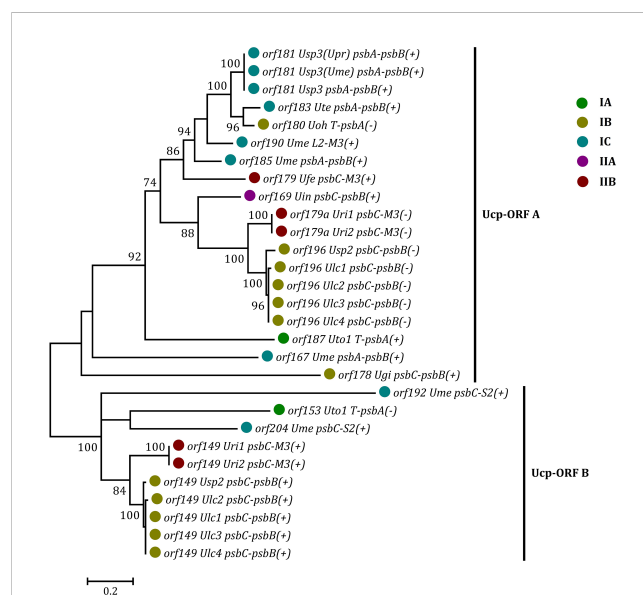 orf181 Usp3(Upr) psbA-psbB(+)
100
orf181 Usp3(Ume) psbA-psbB(+)
100
orf181 Usp3 psbA-psbB(+)
orf183 Ute psbA-psbB(+)
96
orf180 Uoh T-psbA(-)
94
orf190 Ume L2-M3(+)
86
orf185 Ume psbA-psbB(+)
74
orf179 Ufe psbC-M3(+)
orf169 Uin psbC-psbB(+)
88
100
orf179a Uri1 psbC-M3(-)
orf179a Uri2 psbC-M3(-)
100
orf196 Usp2 psbC-psbB(-)
orf196 Ulc1 psbC-psbB(-)
orf196 Ulc2 psbC-psbB(-)
96
orf196 Ulc3 psbC-psbB(-)
orf196 Ulc4 psbC-psbB(-)
92
orf187 Uto1 T-psbA(+)
orf167 Ume psbA-psbB(+)
orf178 Ugi psbC-psbB(+)
orf192 Ume psbC-S2(+)
orf153 Uto1 T-psbA(-)
100
orf204 Ume psbC-S2(+)
100
orf149 Uri1 psbC-M3(+)
orf149 Uri2 psbC-M3(+)
84
orf149 Usp2 psbC-psbB(+)
orf149 Ulc2 psbC-psbB(+)
100
orf149 Ulc1 psbC-psbB(+)
orf149 Ulc3 psbC-psbB(+)
orf149 Ulc4 psbC-psbB(+)
0.2
Ucp-ORF A
Ucp-ORF B
IA
IB
IC
IIA
IIB